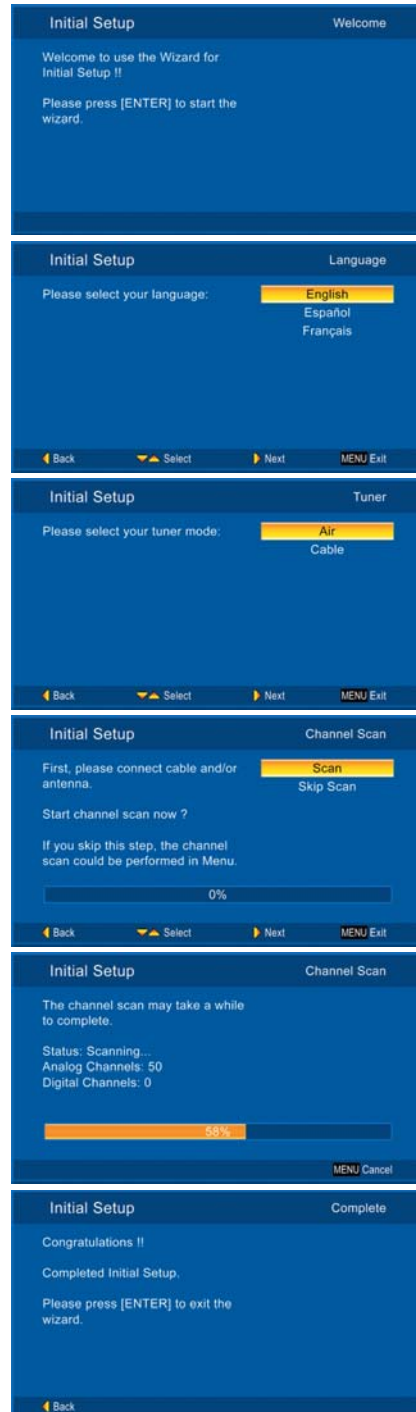 Initial Setup Welcome
Welcome to use the Wizard for
Initial Setup !!
Please press [ENTER] to start the
wizard.
Initial Setup Language
Please select your language: English
Español
Français
Back Select Next MENU Exit
Initial Setup Tuner
Please select your tuner mode: Air
Cable
Back Select Next MENU Exit
Initial Setup Channel Scan
First, please connect cable and/or Scan
antenna. Skip Scan
Start channel scan now ?
If you skip this step, the channel
scan could be performed in Menu.
0%
Back Select Next MENU Exit
Initial Setup Channel Scan
The channel scan may take a while
to complete.
Status: Scanning...
Analog Channels: 50
Digital Channels: 0
58%
MENU Cancel
Initial Setup Complete
Congratulations !!
Completed Initial Setup.
Please press [ENTER] to exit the
wizard.
Back